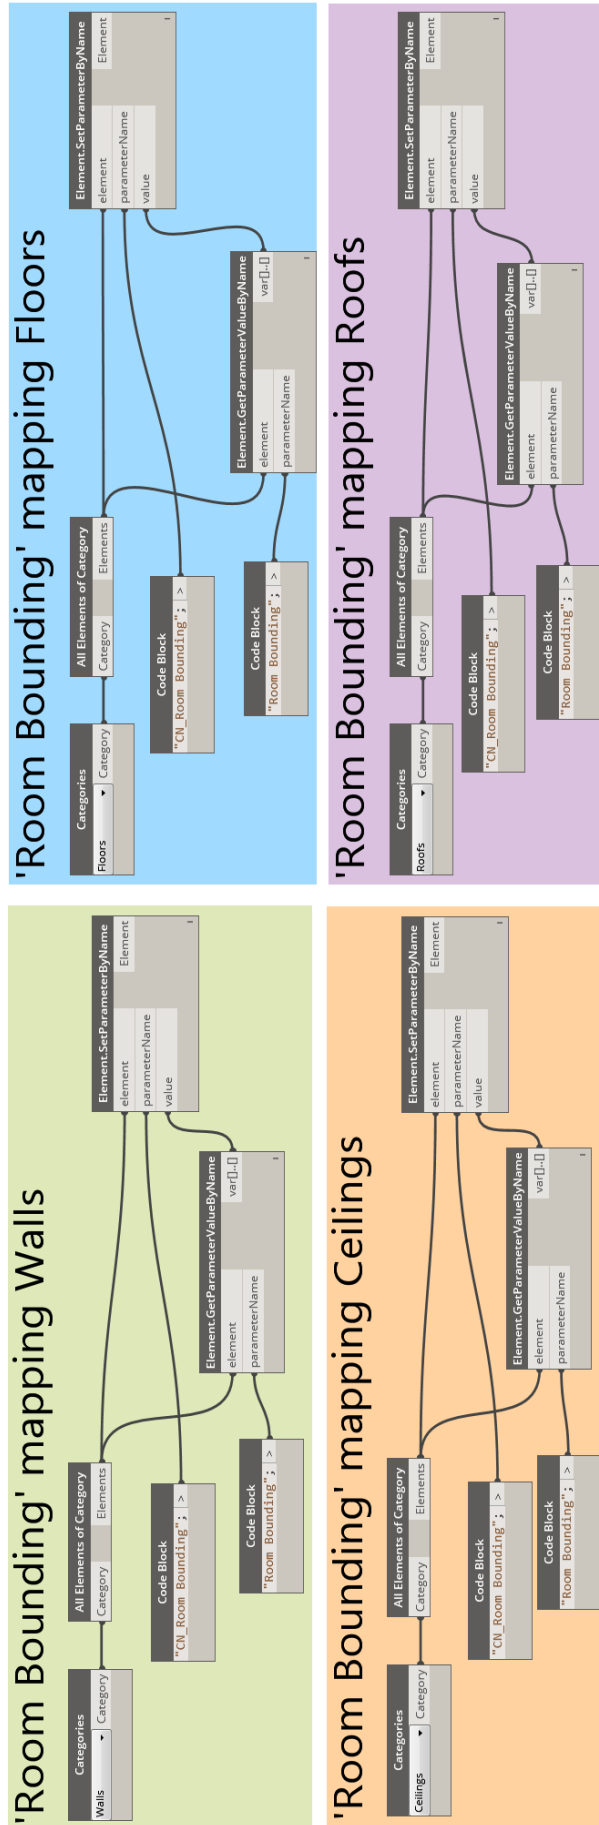 'Room Bounding' mapping Walls
Categories
Walls
Category
All Elements of Category
Category
Elements
Code Block
"CN_Room Bounding"; >
Code Block
"Room Bounding"; >
Element.GetParameterValueByName
element
var[]..[]
parameterName
Element.SetParameterByName
element
Element
parameterName
value
'Room Bounding' mapping Floors
Categories
Floors
Category
All Elements of Category
Category
Elements
Code Block
"CN_Room Bounding"; >
Code Block
"Room Bounding"; >
Element.GetParameterValueByName
element
var[]..[]
parameterName
Element.SetParameterByName
element
Element
parameterName
value
'Room Bounding' mapping Ceilings
Categories
Ceilings
Category
All Elements of Category
Category
Elements
Code Block
"CN_Room Bounding"; >
Code Block
"Room Bounding"; >
Element.GetParameterValueByName
element
var[]..[]
parameterName
Element.SetParameterByName
element
Element
parameterName
value
'Room Bounding' mapping Roofs
Categories
Roofs
Category
All Elements of Category
Category
Elements
Code Block
"CN_Room Bounding"; >
Code Block
"Room Bounding"; >
Element.GetParameterValueByName
element
var[]..[]
parameterName
Element.SetParameterByName
element
Element
parameterName
value